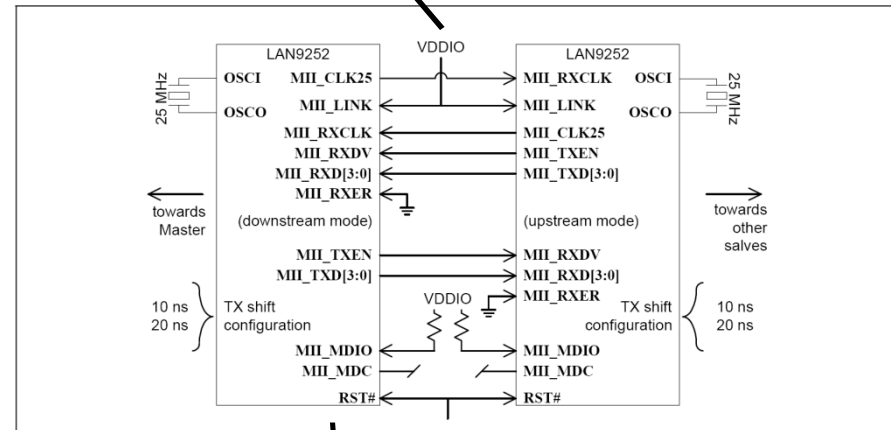 VDDIO
LAN9252
LAN9252
OSCI MII_CLK25
MII_RXCLK OSCI
25 MHz
25 MHz
OSCO MII_LINK
MII_LINK OSCO
MII_RXCLK
MII_CLK25
MII_RXDV
MII_TXEN
MII_RXD[3:0]
MII_TXD[3:0]
MII_RXER
towards
Master
(downstream mode)
(upstream mode)
towards
other
salves
MII_TXEN
MII_RXDV
MII_TXD[3:0]
MII_RXD[3:0]
MII_RXER
VDDIO
10 ns
20 ns
TX shift
configuration
TX shift
configuration
10 ns
20 ns
MII_MDIO
MII_MDIO
MII_MDC
MII_MDC
RST#
RST#